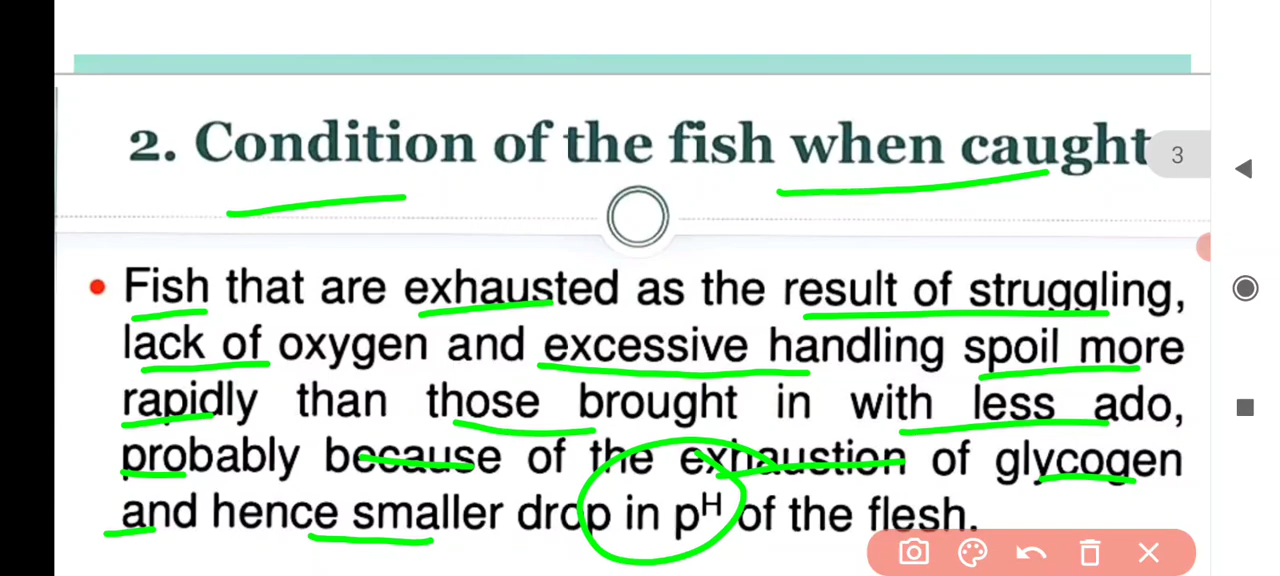 2. Condition of the fish when caught
3
• Fish that are exhausted as the result of struggling,
lack of oxygen and excessive handling spoil more
rapidly than those brought in with less ado,
probably because of the exhaustion of glycogen
and hence smaller drop in pᴴ of the flesh.